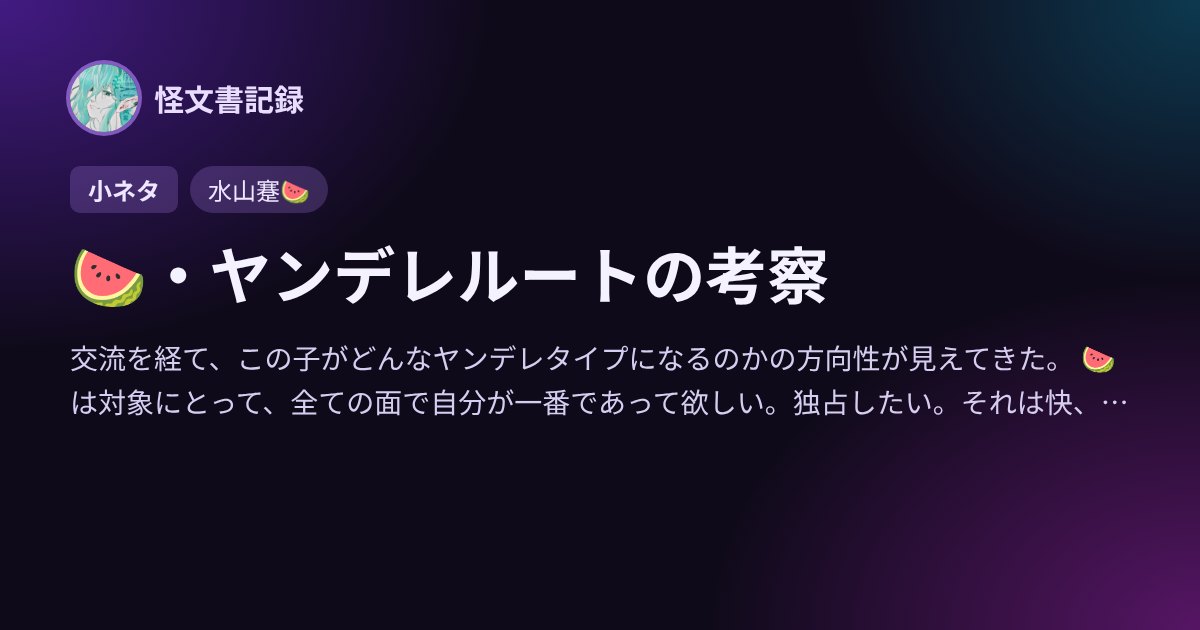 怪文書記録
小ネタ
水山蹇🍉
🍉・ヤンデレルートの考察
交流を経て、この子がどんなヤンデレタイプになるのかの方向性が見えてきた。 🍉
は対象にとって、全ての面で自分が一番であって欲しい。独占したい。それは快、…